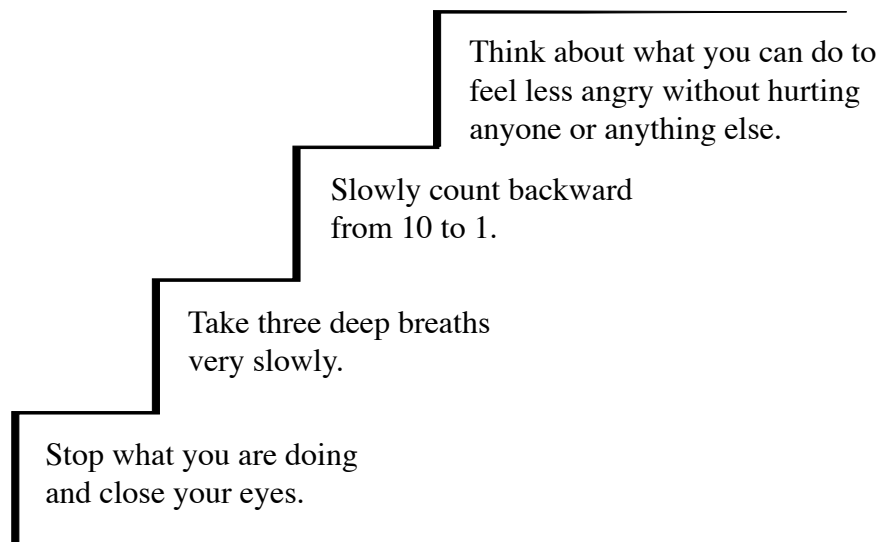 Think about what you can do to
feel less angry without hurting
anyone or anything else.
Slowly count backward
from 10 to 1.
Take three deep breaths
very slowly.
Stop what you are doing
and close your eyes.